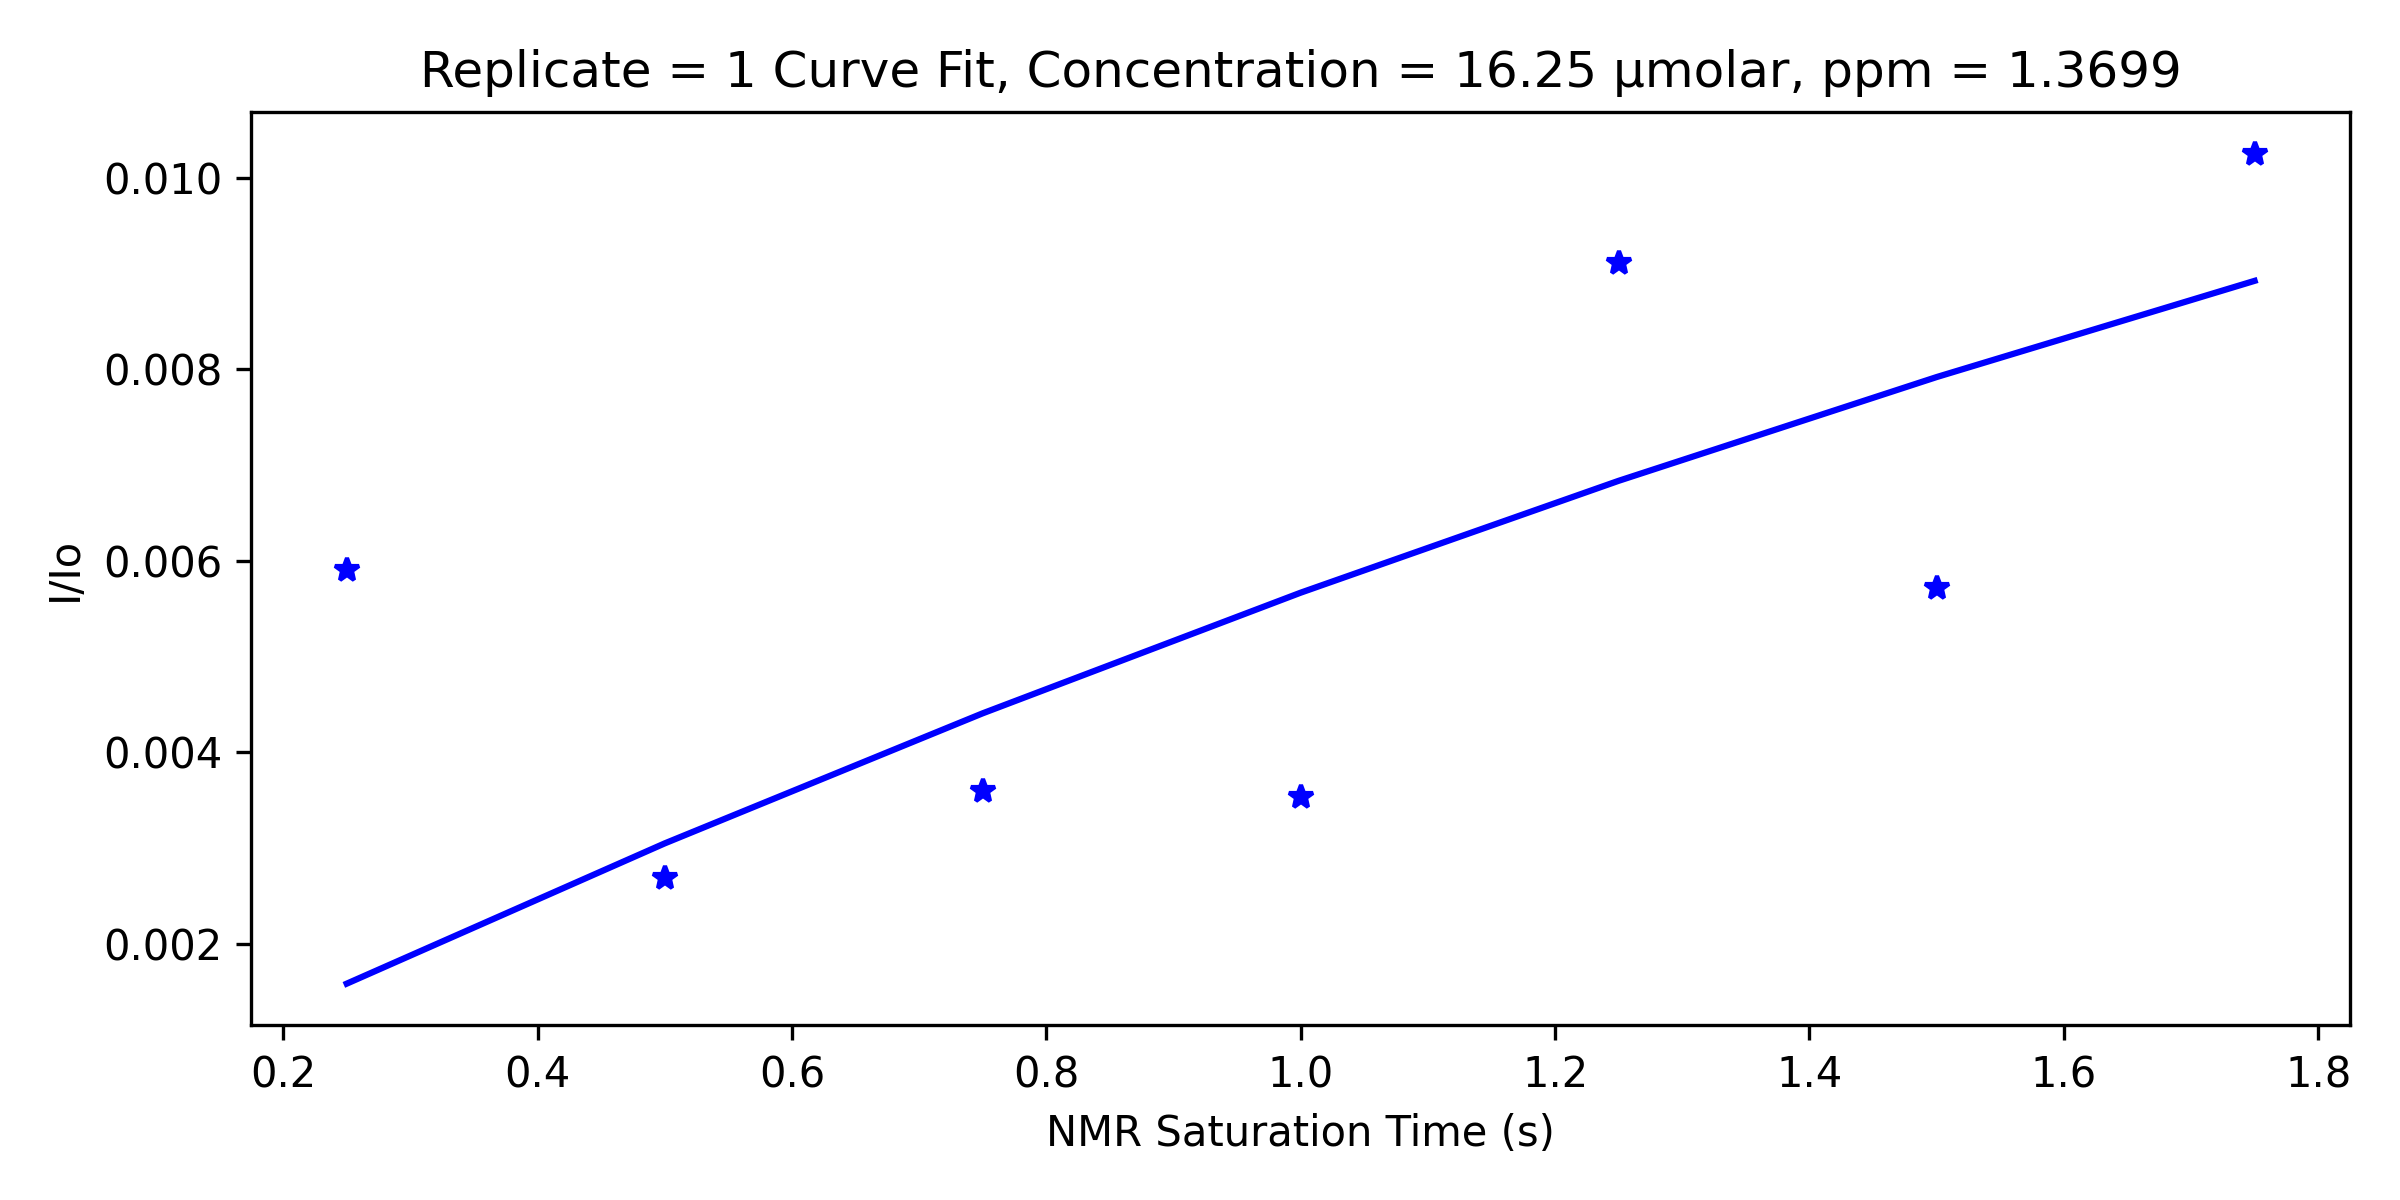 Replicate = 1 Curve Fit, Concentration = 16.25 µmolar, ppm = 1.3699
0.010
0.008
0.006
0.004
0.002
I/Io
0.2 0.4 0.6 0.8 1.0 1.2 1.4 1.6 1.8
NMR Saturation Time (s)